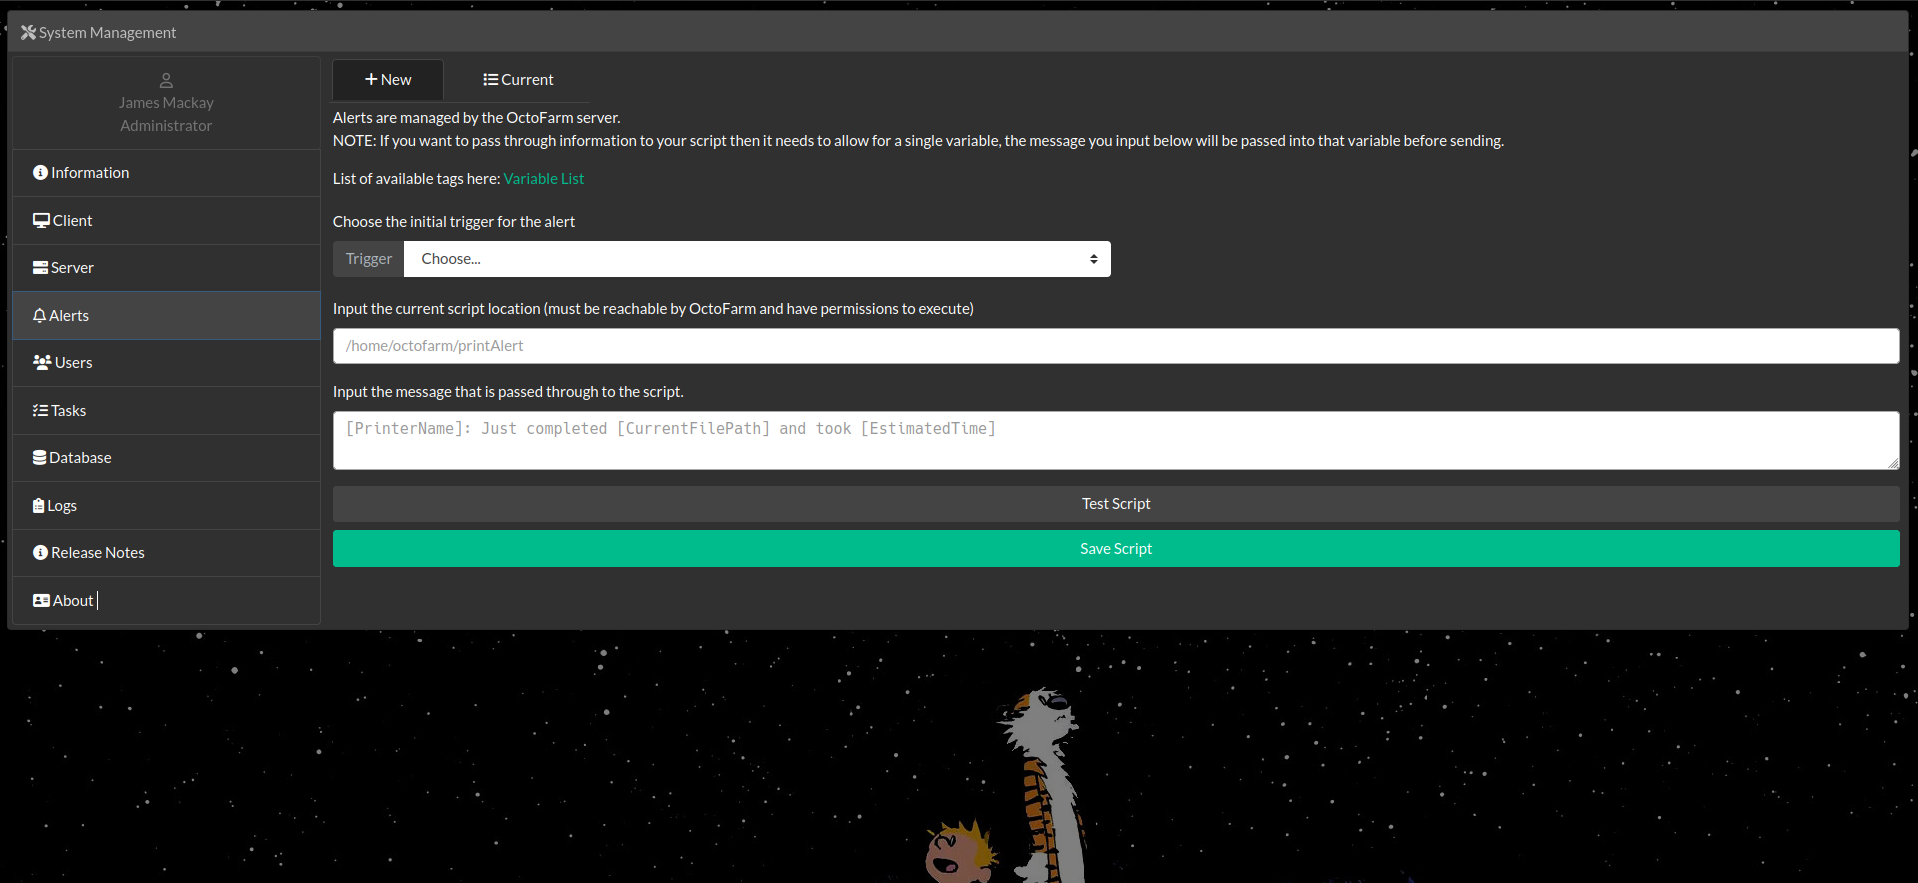 System Management
James Mackay
Administrator
Information
Client
Server
Alerts
Users
Tasks
Database
Logs
Release Notes
About
New
Current
Alerts are managed by the OctoFarm server.
NOTE: If you want to pass through information to your script then it needs to allow for a single variable, the message you input below will be passed into that variable before sending.
List of available tags here: Variable List
Choose the initial trigger for the alert
Trigger Choose...
Input the current script location (must be reachable by OctoFarm and have permissions to execute)
/home/octofarm/printAlert
Input the message that is passed through to the script.
[PrinterName]: Just completed [CurrentFilePath] and took [EstimatedTime]
Test Script
Save Script